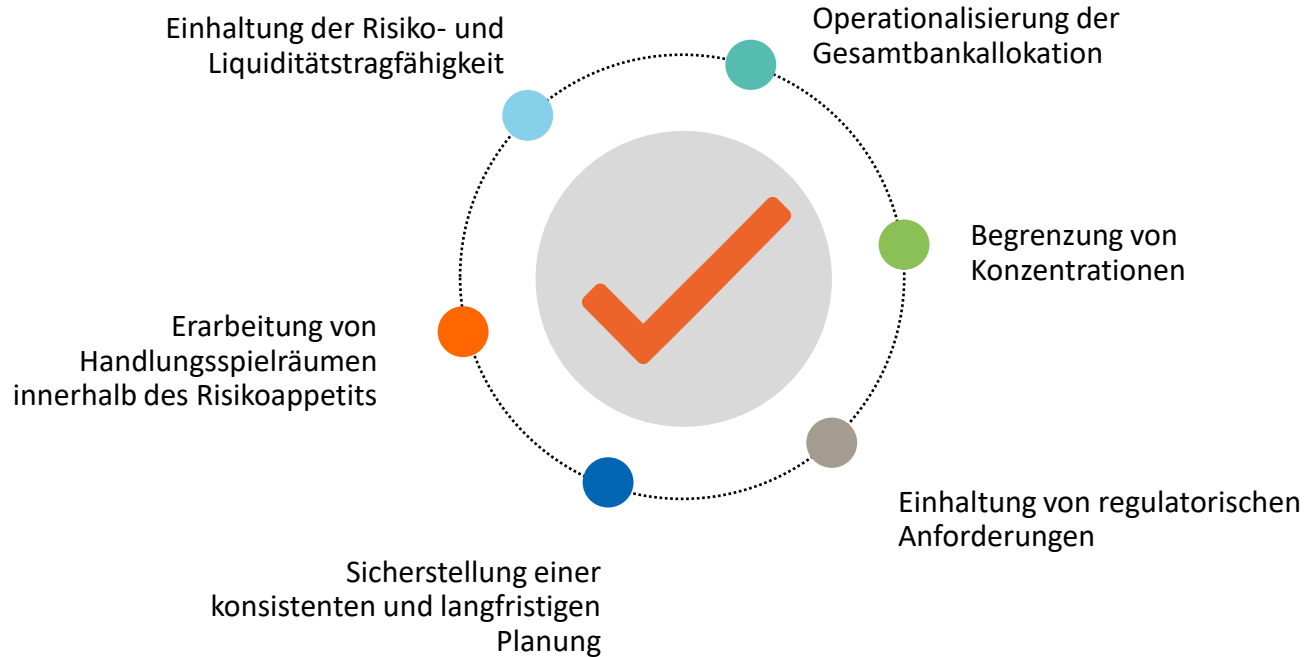 Einhaltung der Risiko- und
Liquiditätstragfähigkeit
Operationalisierung der
Gesamtbankallokation
Begrenzung von
Konzentrationen
Erarbeitung von
Handlungsspielräumen
innerhalb des Risikoappetits
Einhaltung von regulatorischen
Anforderungen
Sicherstellung einer
konsistenten und langfristigen
Planung